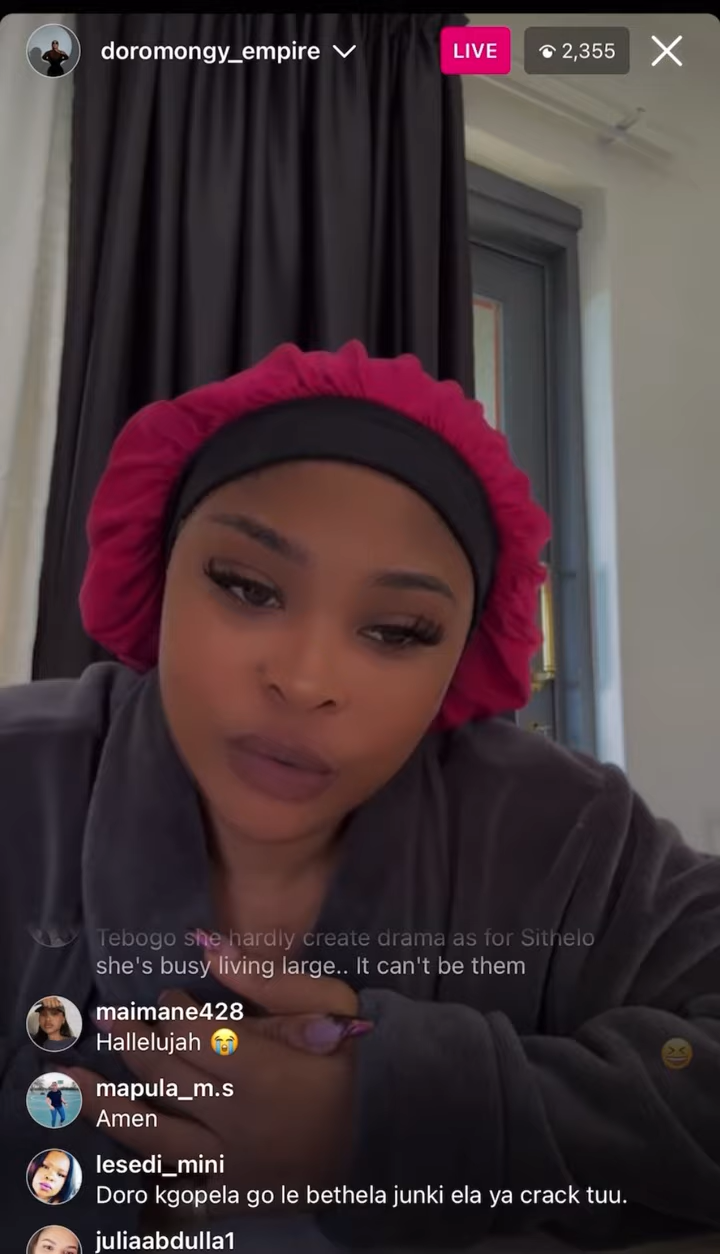 doromongy_empire
LIVE
2,355
Tebogo she hardly create drama as for Sithelo
she's busy living large.. It can't be them
maimane428
Hallelujah 😭
mapula_m.s
Amen
lesedi_mini
Doro kgopela go le bethela junki ela ya crack tuu.
juliaabdulla1